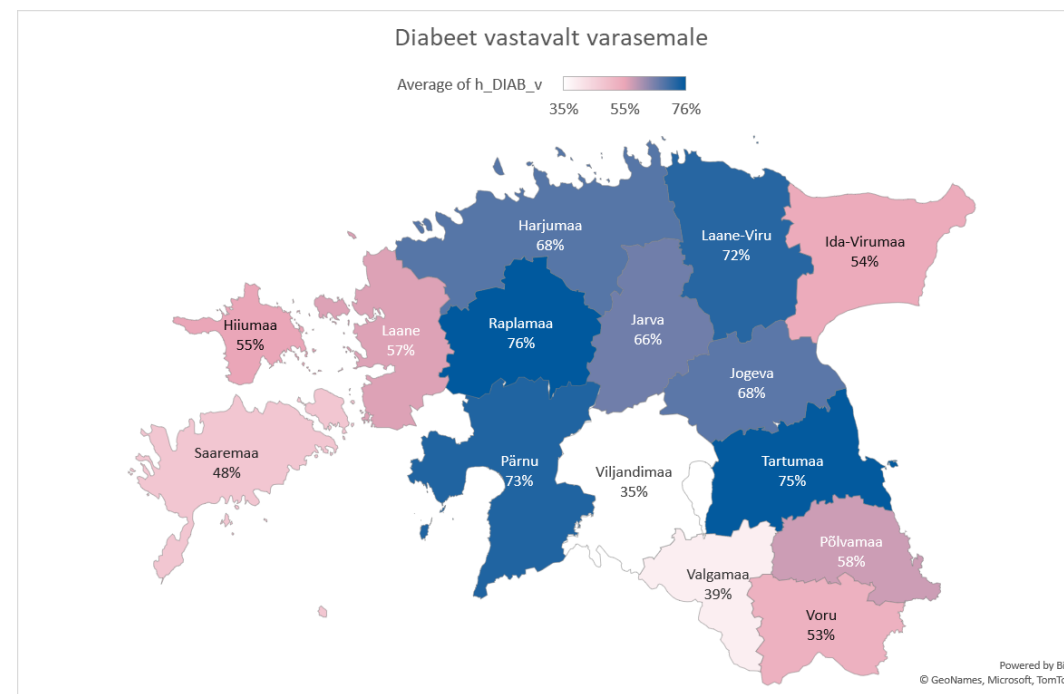 Diabeet vastavalt varasemale
Average of h_DIAB_v
35% 55% 76%
Harjumaa
68%
Laane-Viru
72%
Ida-Virumaa
54%
Hiiumaa
55%
Laane
57%
Raplamaa
76%
Jarva
66%
Jogeva
68%
Saaremaa
48%
Pärnu
73%
Viljandimaa
35%
Tartumaa
75%
Põlvamaa
58%
Valgamaa
39%
Voru
53%
Powered by
© GeoNames, Microsoft,